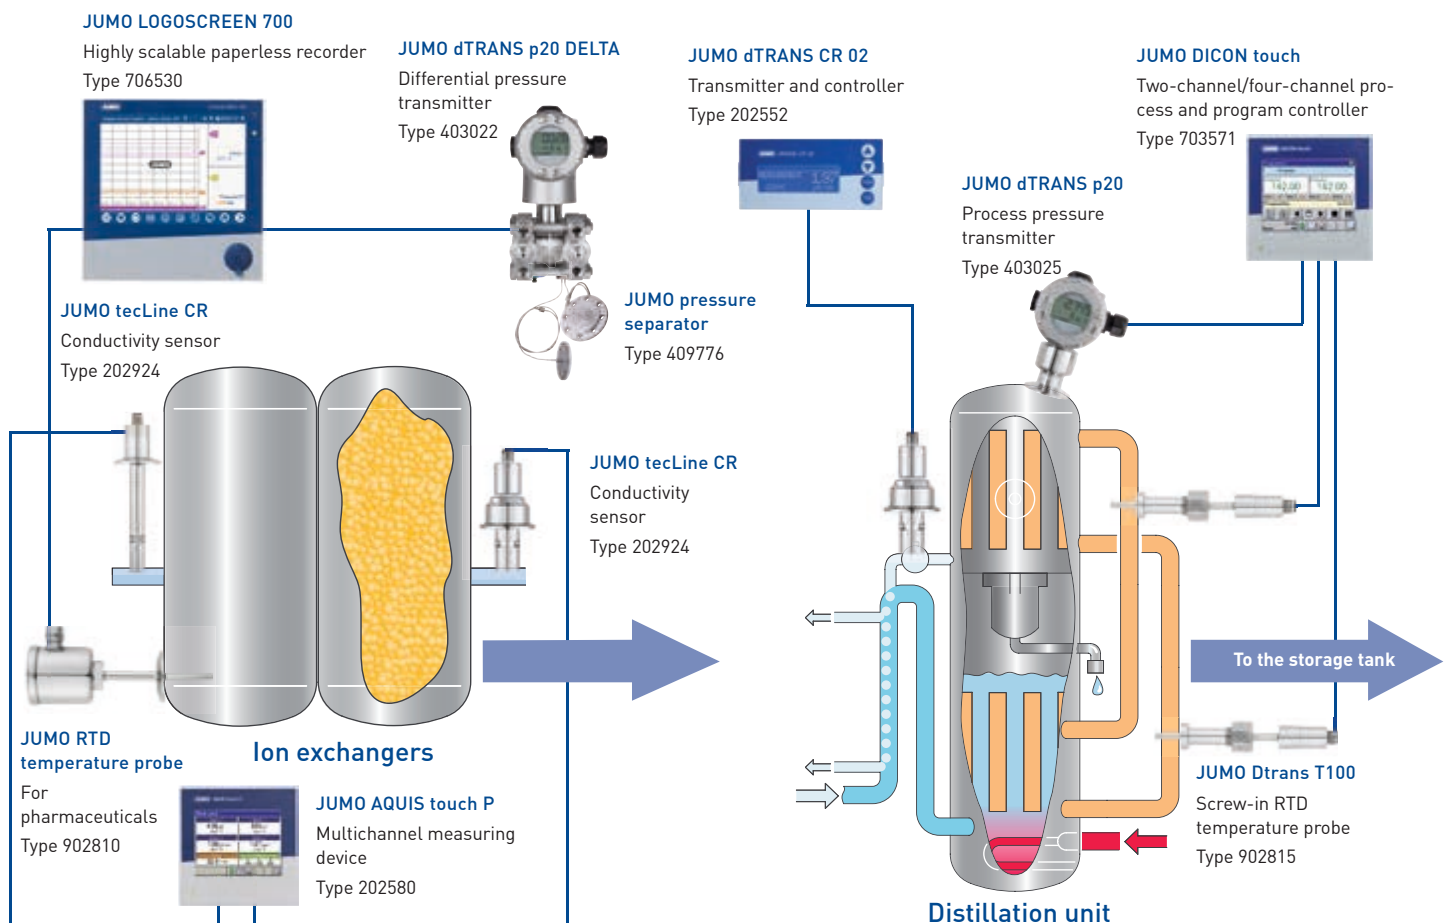 JUMO LOGOSCREEN 700
Highly scalable paperless recorder
Type 706530
JUMO dTRANS p20 DELTA
Differential pressure
transmitter
Type 403022
JUMO dTRANS CR 02
Transmitter and controller
Type 202552
JUMO DICON touch
Two-channel/four-channel pro-
cess and program controller
Type 703571
JUMO dTRANS p20
Process pressure
transmitter
Type 403025
JUMO pressure
separator
Type 409776
JUMO tecLine CR
Conductivity sensor
Type 202924
JUMO tecLine CR
Conductivity
sensor
Type 202924
To the storage tank
JUMO RTD
temperature probe
For
pharmaceuticals
Type 902810
Ion exchangers
JUMO AQUIS touch P
Multichannel measuring
device
Type 202580
JUMO Dtrans T100
Screw-in RTD
temperature probe
Type 902815
Distillation unit